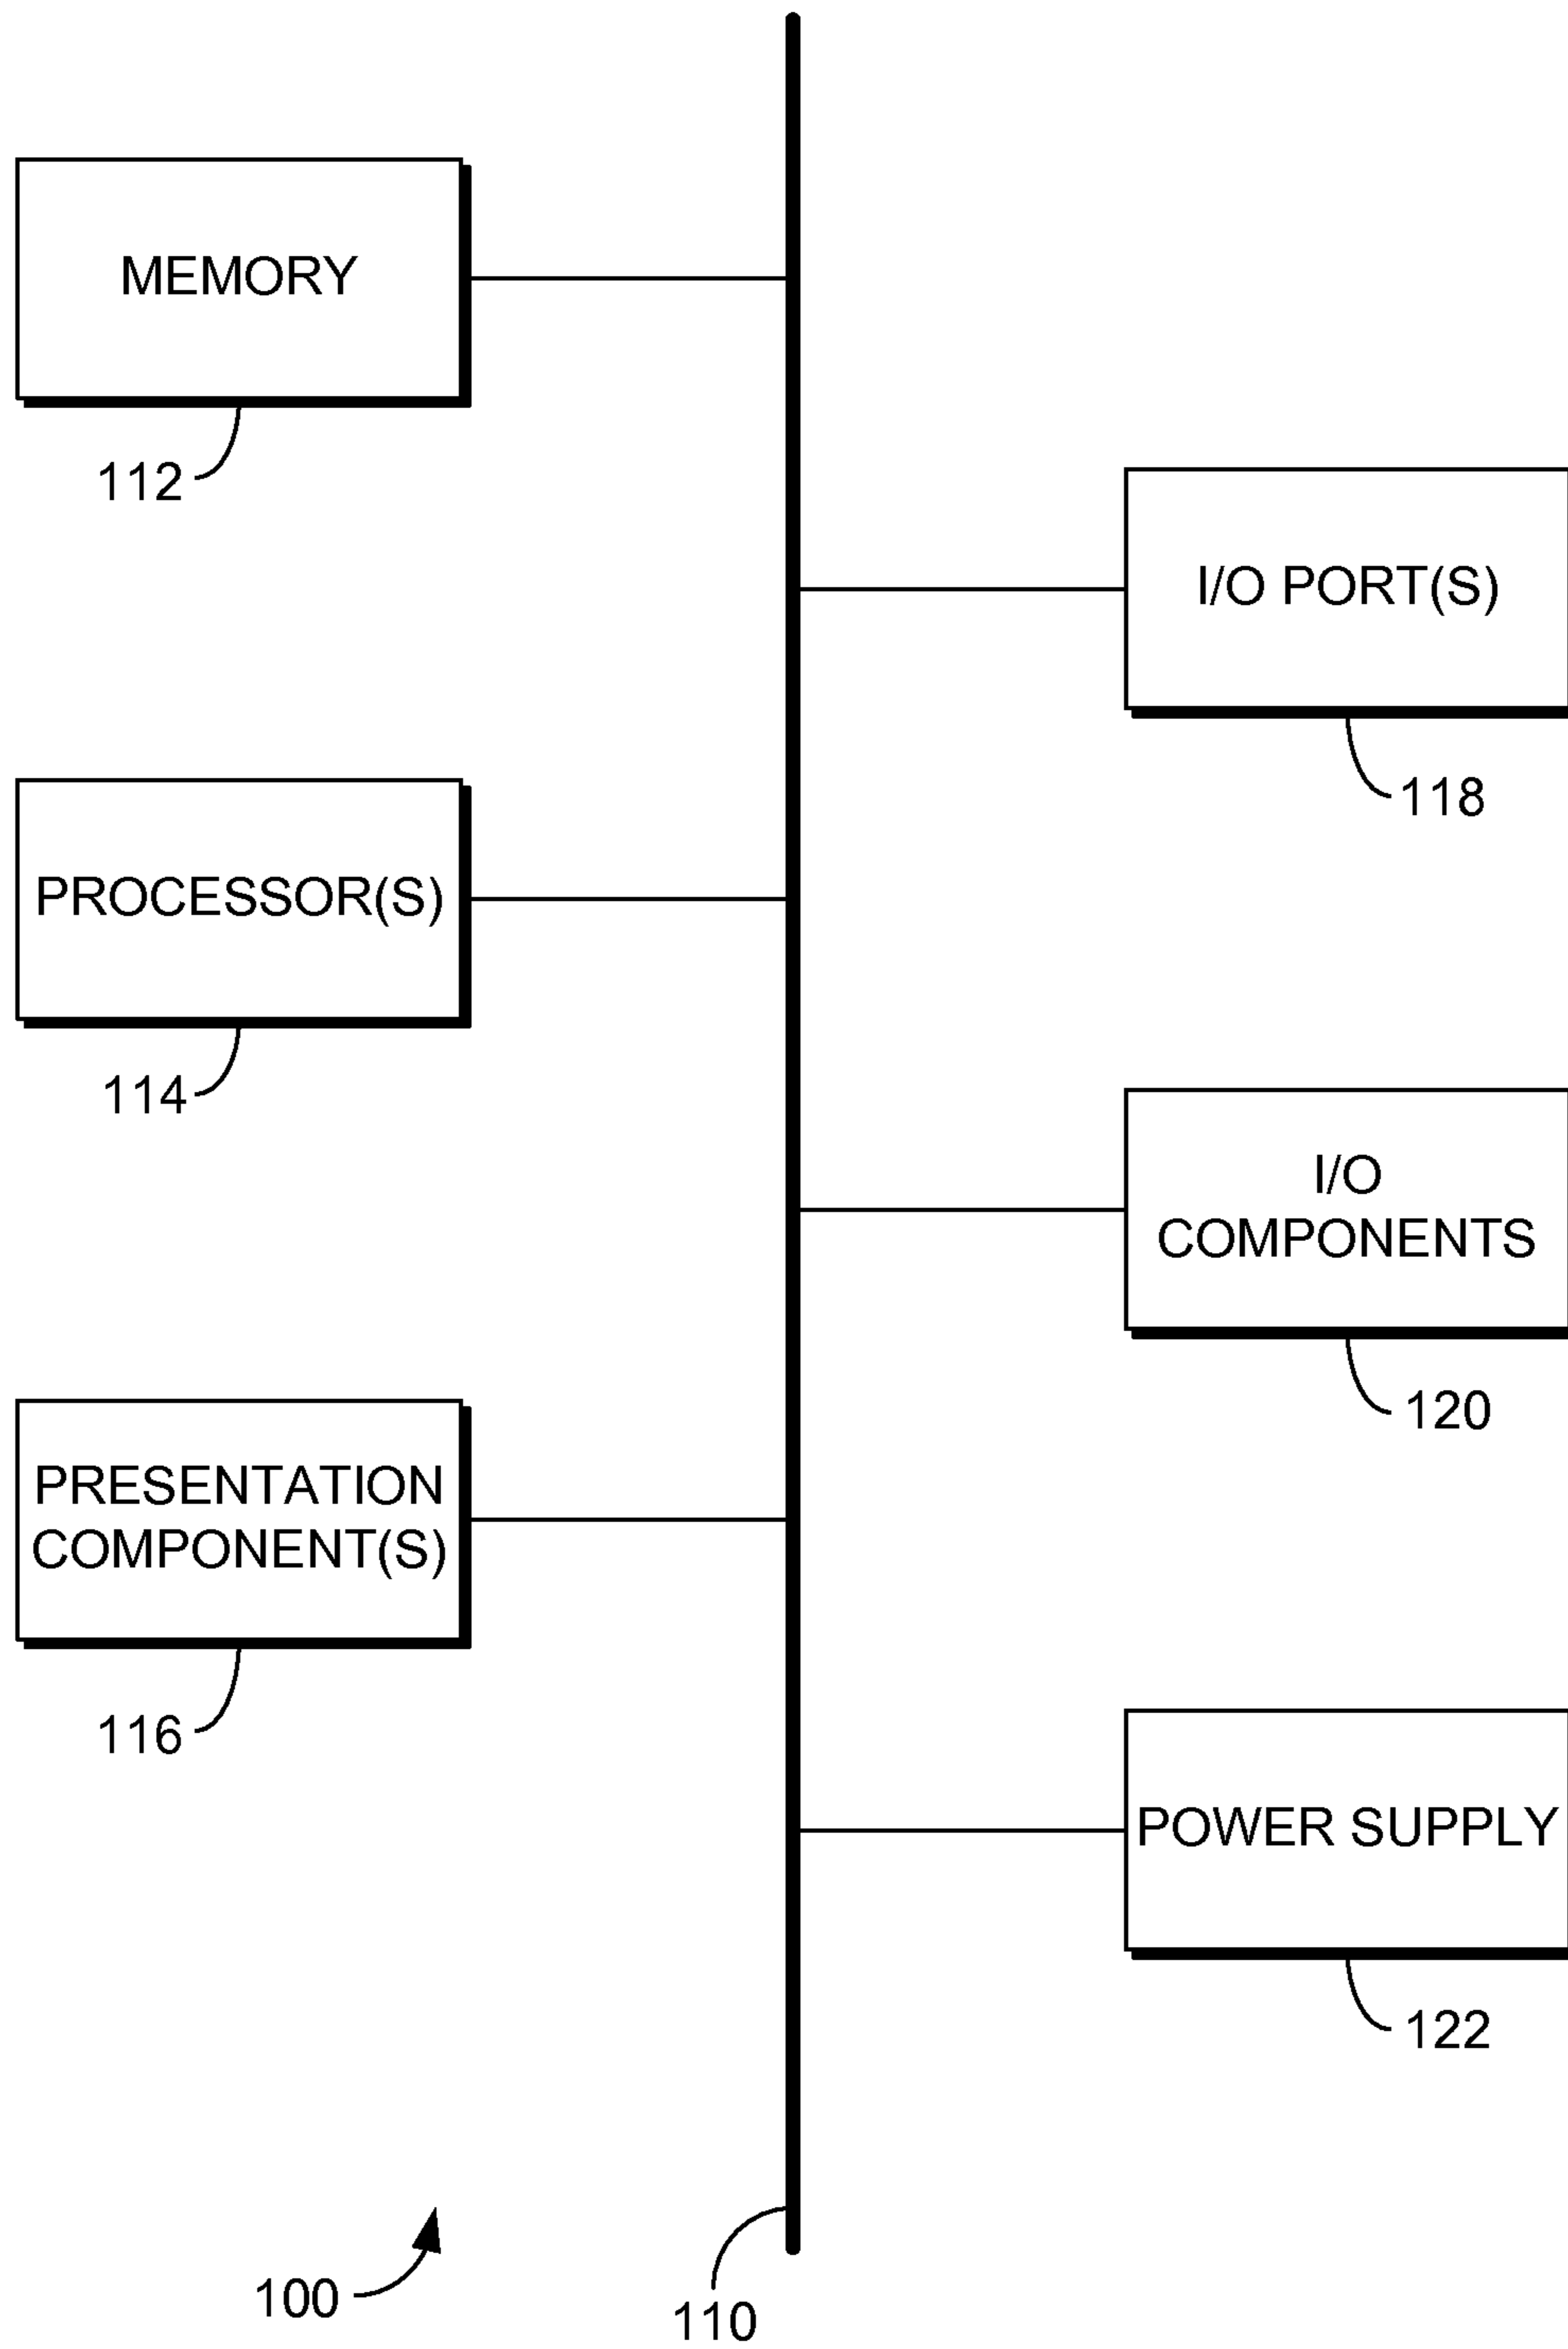 MEMORY
112
I/O PORT(S)
118
PROCESSOR(S)
114
I/O
COMPONENTS
120
PRESENTATION
COMPONENT(S)
116
POWER SUPPLY
122
100
110